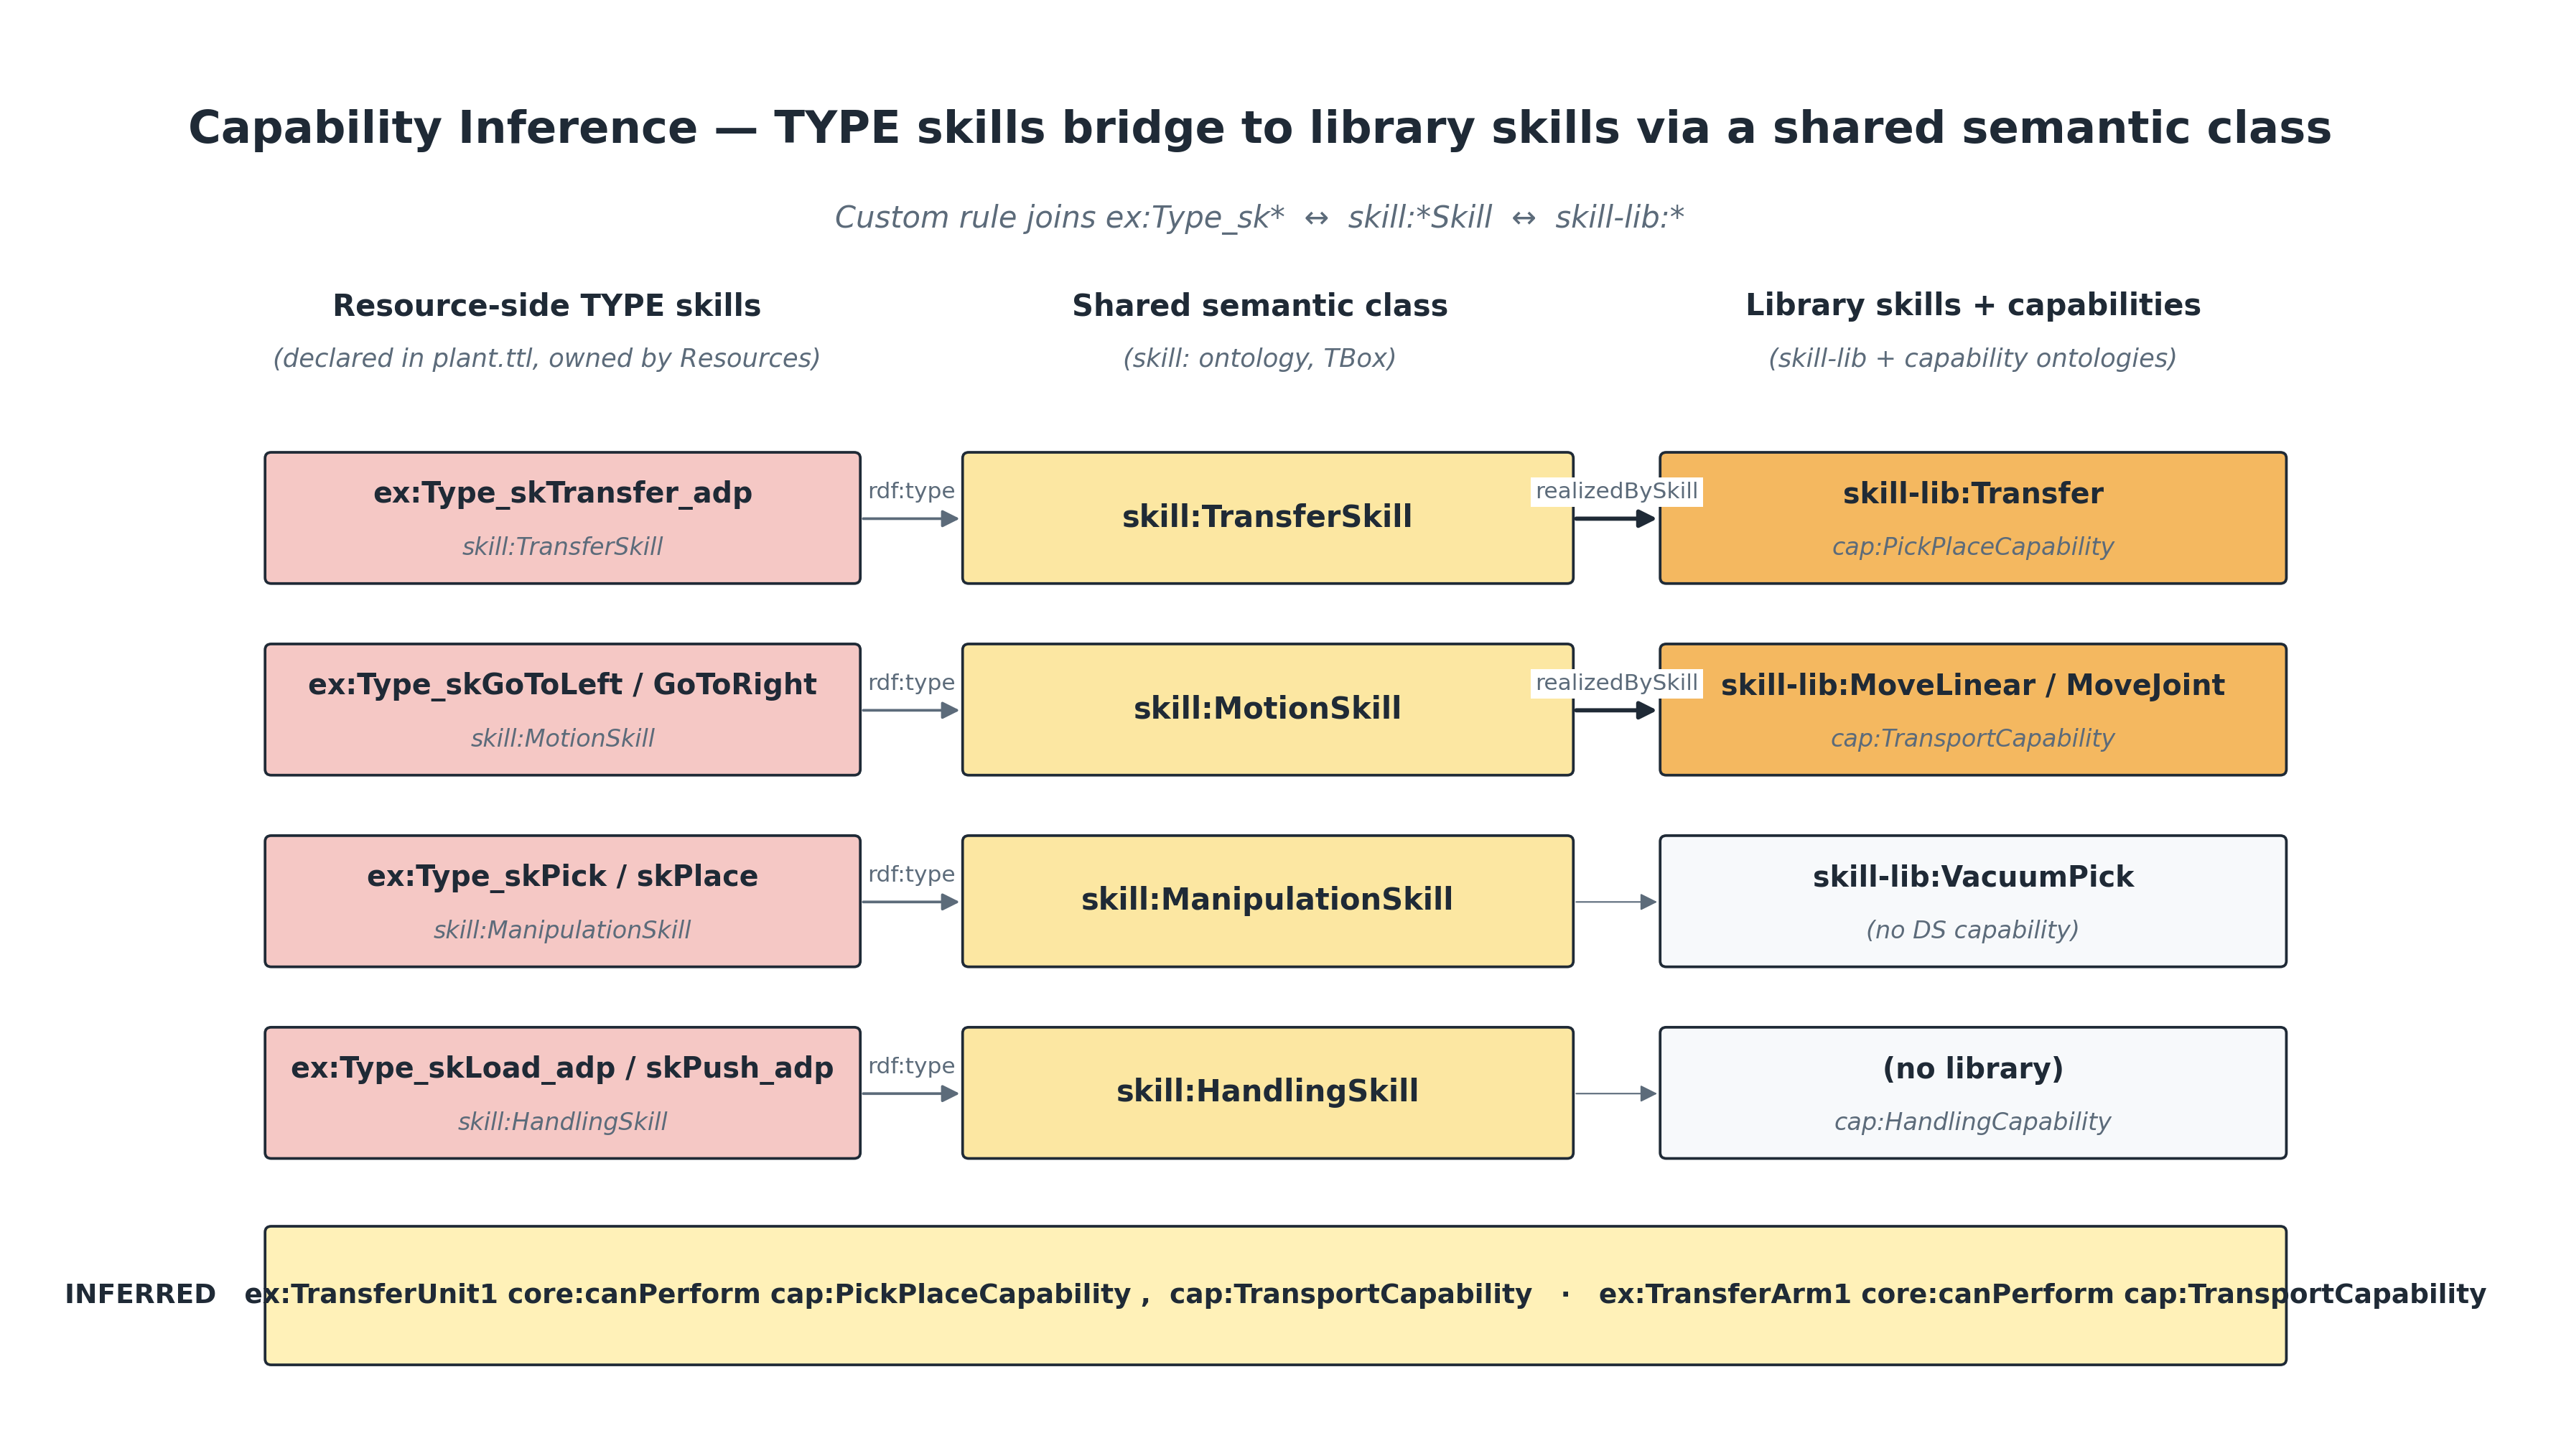 Capability Inference — TYPE skills bridge to library skills via a shared semantic class
Custom rule joins ex:Type_sk* ↔ skill:*Skill ↔ skill-lib:*
Resource-side TYPE skills
(declared in plant.ttl, owned by Resources)
Shared semantic class
(skill: ontology, TBox)
Library skills + capabilities
(skill-lib + capability ontologies)
ex:Type_skTransfer_adp
skill:TransferSkill
rdf:type
skill:TransferSkill
realizedBySkill
skill-lib:Transfer
cap:PickPlaceCapability
ex:Type_skGoToLeft / GoToRight
skill:MotionSkill
rdf:type
skill:MotionSkill
realizedBySkill
skill-lib:MoveLinear / MoveJoint
cap:TransportCapability
ex:Type_skPick / skPlace
skill:ManipulationSkill
rdf:type
skill:ManipulationSkill
skill-lib:VacuumPick
(no DS capability)
ex:Type_skLoad_adp / skPush_adp
skill:HandlingSkill
rdf:type
skill:HandlingSkill
(no library)
cap:HandlingCapability
INFERRED ex:TransferUnit1 core:canPerform cap:PickPlaceCapability , cap:TransportCapability · ex:TransferArm1 core:canPerform cap:TransportCapability